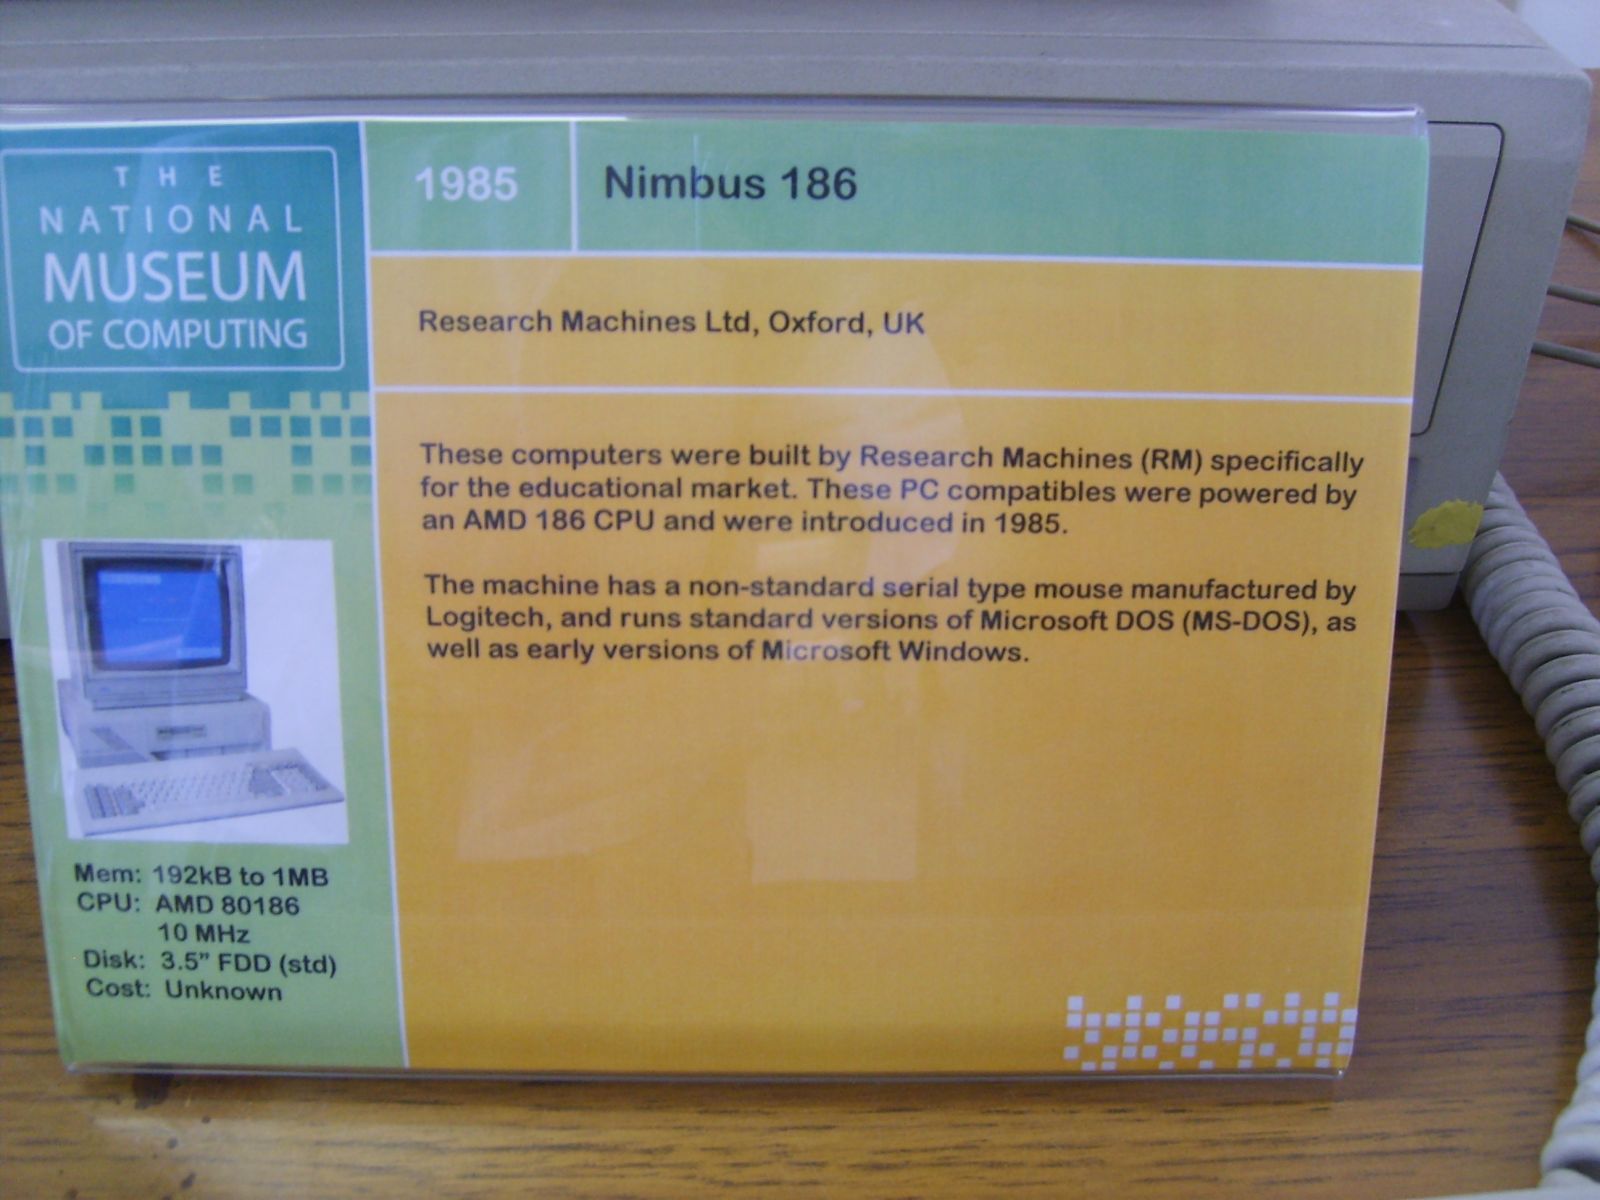 THE
NATIONAL
MUSEUM
OF COMPUTING
1985
Nimbus 186
Research Machines Ltd, Oxford, UK
These computers were built by Research Machines (RM) specifically
for the educational market. These PC compatibles were powered by
an AMD 186 CPU and were introduced in 1985.
The machine has a non-standard serial type mouse manufactured by
Logitech, and runs standard versions of Microsoft DOS (MS-DOS), as
well as early versions of Microsoft Windows.
Mem: 192kB to 1MB
CPU: AMD 80186
10 MHz
Disk: 3.5” FDD (std)
Cost: Unknown